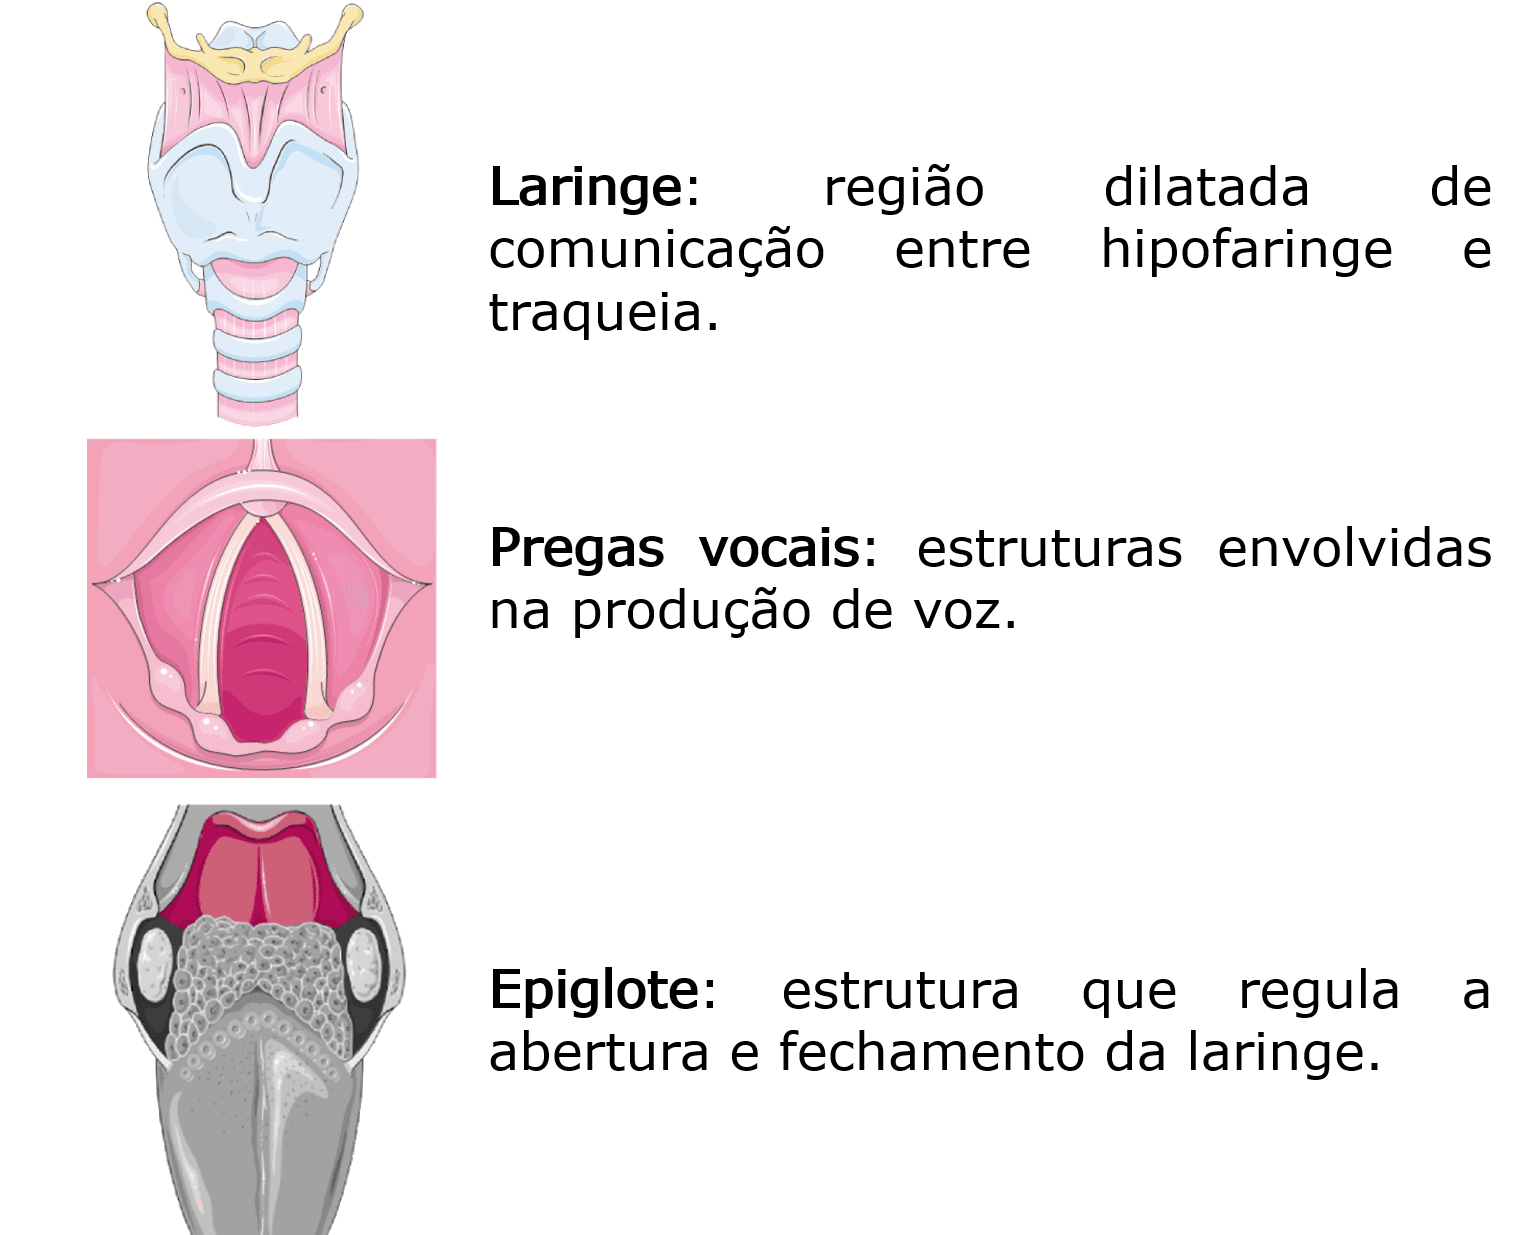 Laringe: região dilatada de
comunicação entre hipofaringe e
traqueia.
Pregas vocais: estruturas envolvidas
na produção de voz.
Epiglote: estrutura que regula a
abertura e fechamento da laringe.